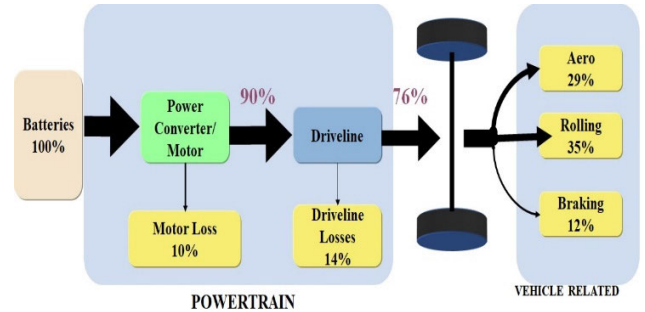 Batteries
100%
Power
Converter/
Motor
90%
Driveline
76%
Motor Loss
10%
Driveline
Losses
14%
POWERTRAIN
Aero
29%
Rolling
35%
Braking
12%
VEHICLE RELATED